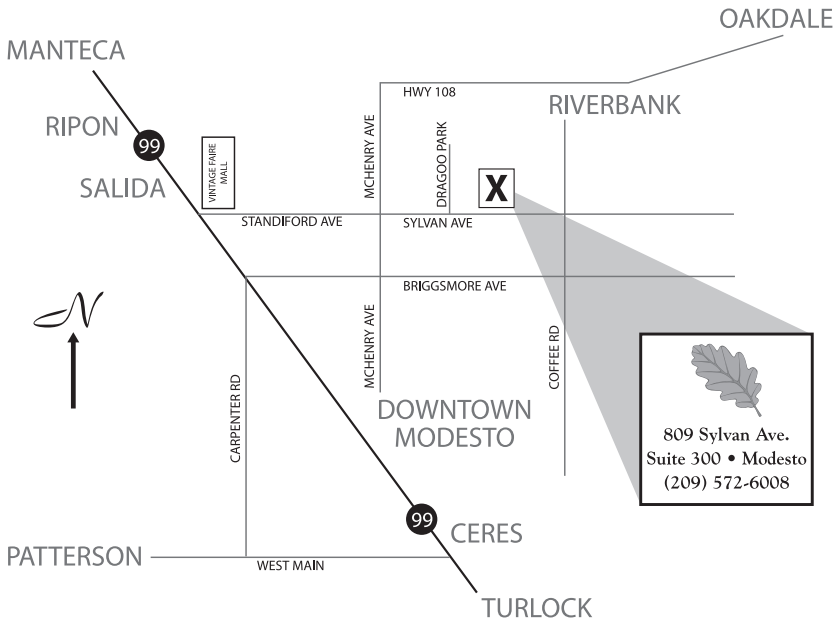 OAKDALE
MANTECA
HWY 108
RIVERBANK
RIPON
99
VINTAGE FAIRE
MALL
MCHENRY AVE
DRAGOO PARK
X
SALIDA
STANDIFORD AVE
SYLVAN AVE
BRIGGSMORE AVE
N
MCHENRY AVE
COFFEE RD
CARPENTER RD
DOWNTOWN
MODESTO
809 Sylvan Ave.
Suite 300 • Modesto
(209) 572-6008
99
CERES
PATTERSON
WEST MAIN
TURLOCK